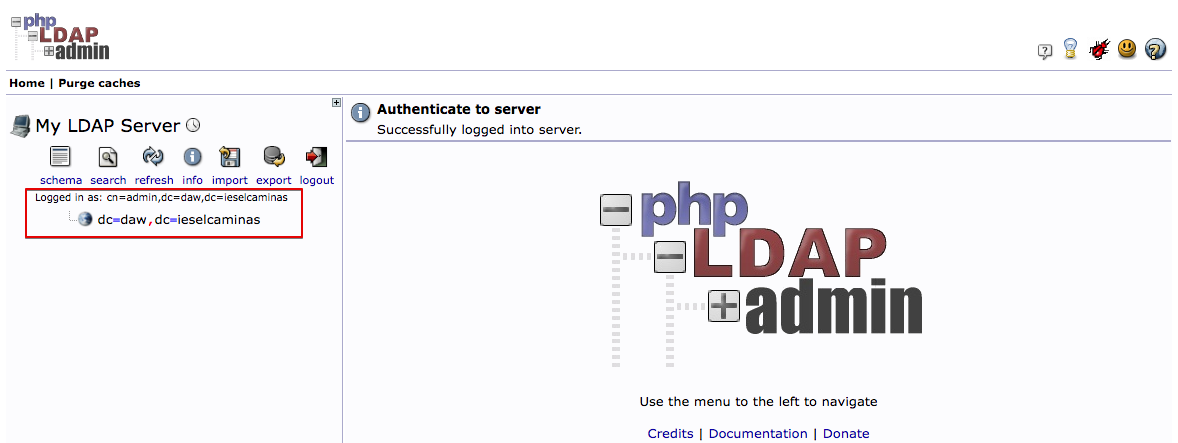 php
LDAP
admin
Home | Purge caches
My LDAP Server
schema search refresh info import export logout
Logged in as: cn=admin,dc=daw,dc=ieselcaminas
dc=daw,dc=ieselcaminas
Authenticate to server
Successfully logged into server.
php
LDAP
admin
Use the menu to the left to navigate
Credits | Documentation | Donate